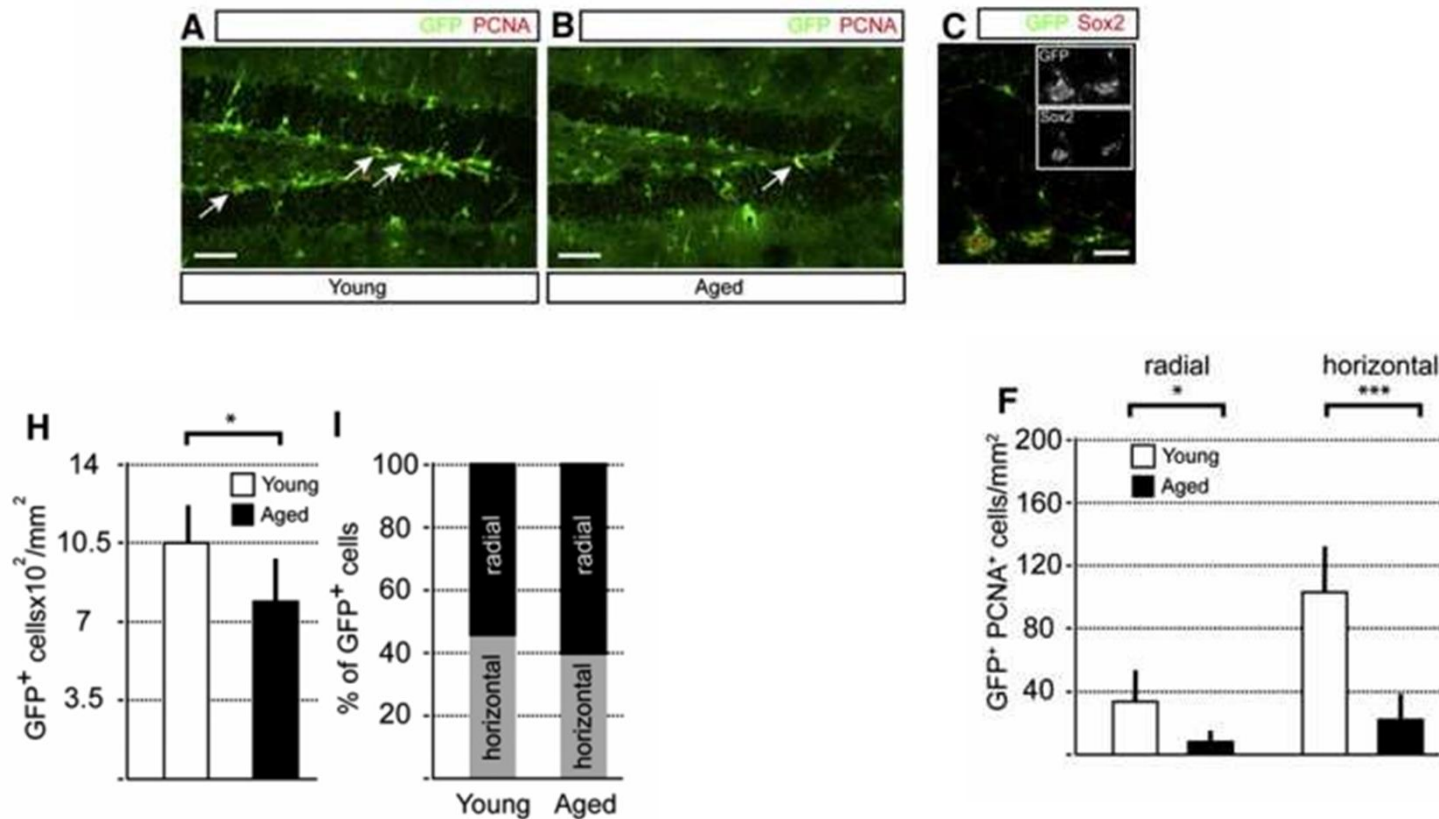 A
GFP PCNA
B
GFP PCNA
C
GFP Sox2
GFP
Sox2
Young
Aged
H
*
14
10.5
7
3.5
GFP⁺ cellsx10²/mm²
Young
Aged
I
100
80
60
40
20
% of GFP⁺ cells
radial
horizontal
radial
horizontal
Young
Aged
radial
horizontal
*
***
F
200
160
120
80
40
GFP⁺ PCNA⁺ cells/mm²
Young
Aged